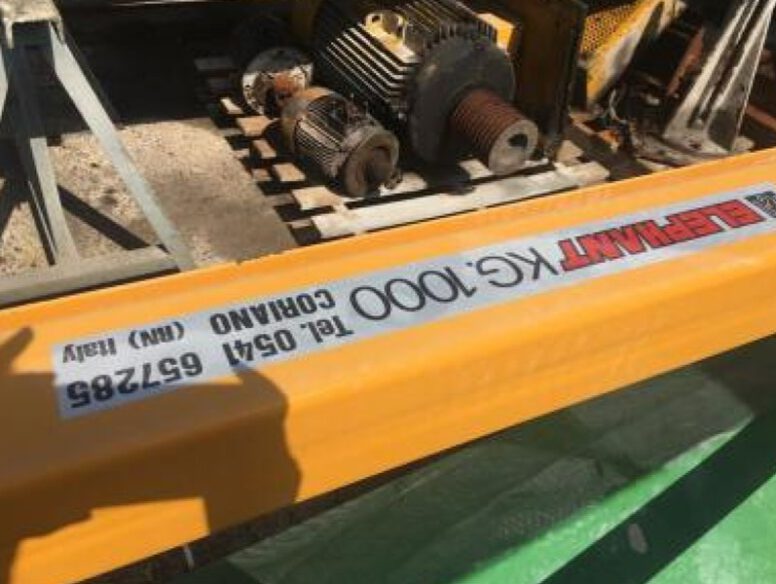 ELEPHANT KG.1000
CORIANO (RN) Italy
Tel. 0541 657285